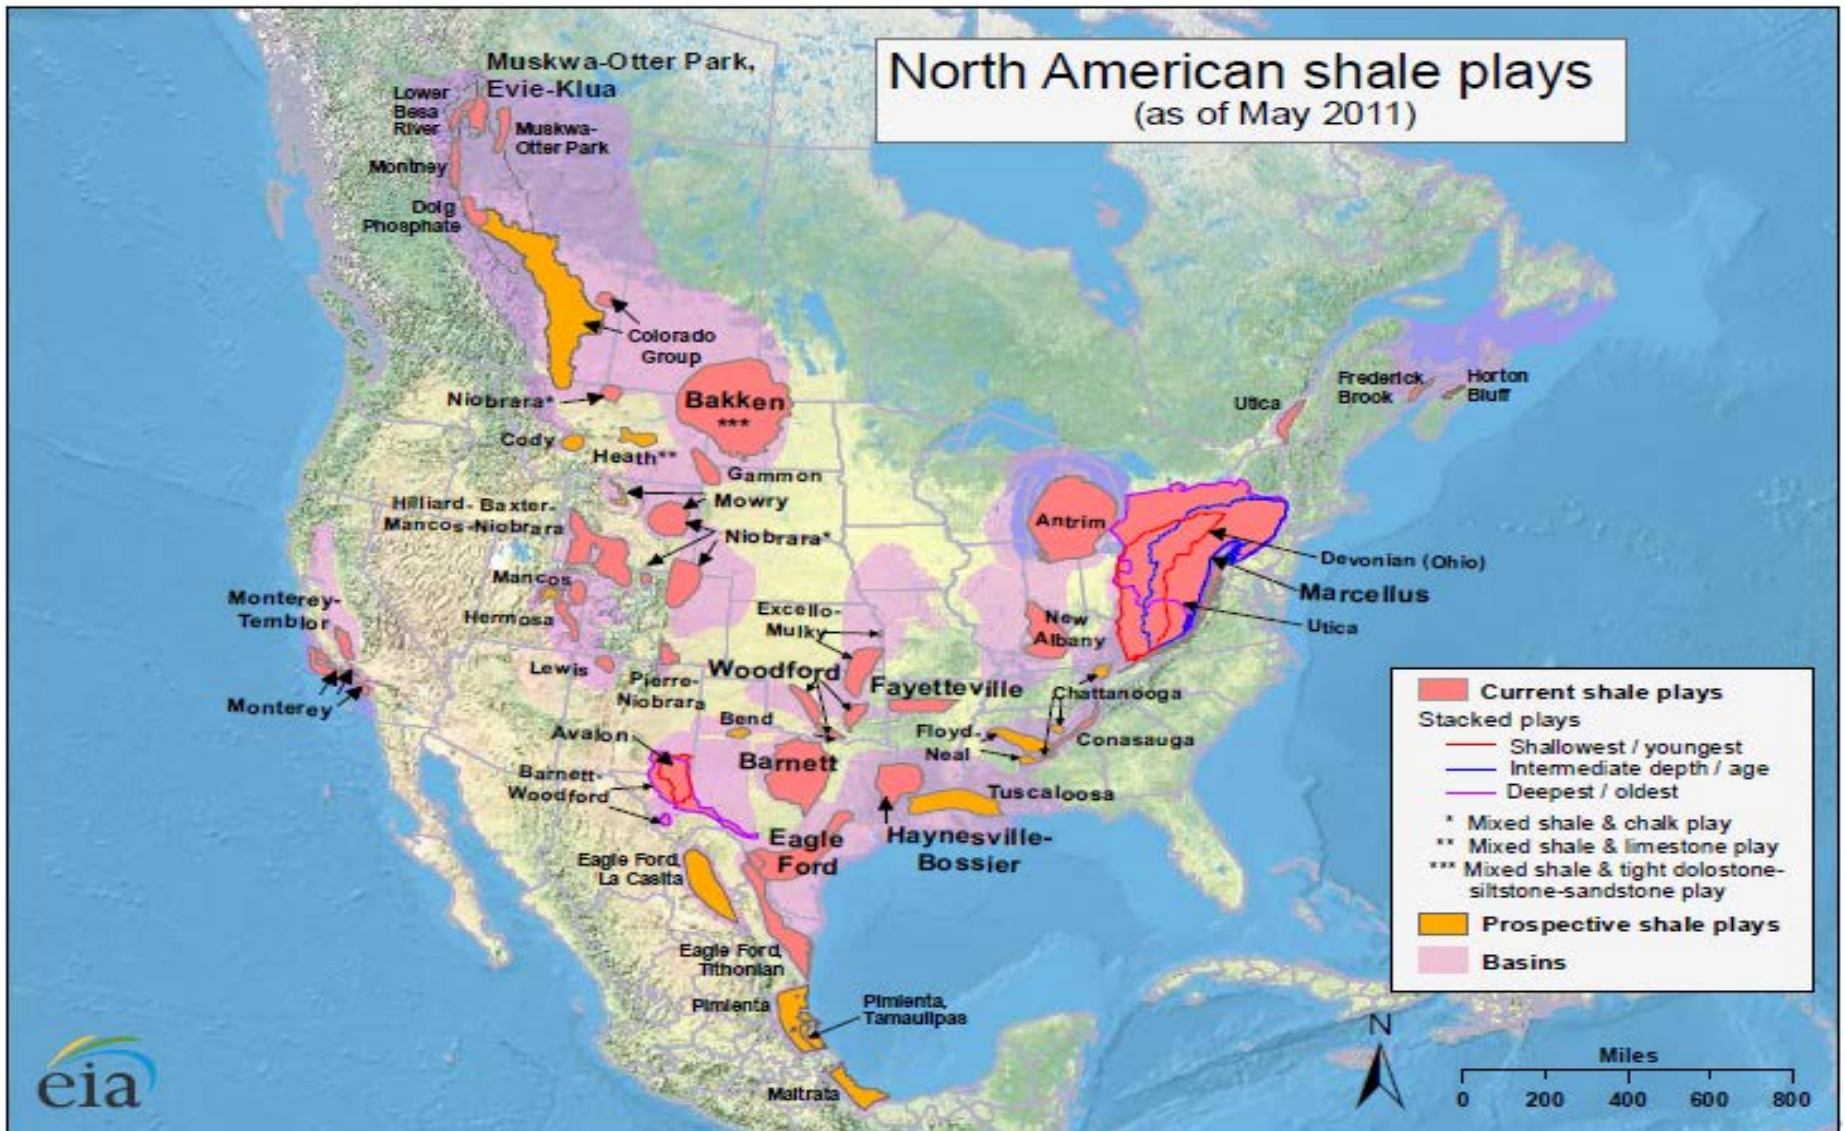 North American shale plays
(as of May 2011)
Muskwa-Otter Park,
Evie-Klua
Lower
Besa
River
Muskwa-
Otter Park
Montney
Doig
Phosphate
Colorado
Group
Niobrara*
Bakken
***
Cody
Heath**
Gammon
Mowry
Hilliard-Baxter-
Mancos-Niobrara
Niobrara*
Mancos
Hermosa
Monterey-
Temblor
Monterey
Lewis
Pierre-
Niobrara
Excello-
Mulky
Woodford
Fayetteville
Bend
Avalon
Barnett-
Woodford
Barnett
Eagle
Ford
Haynesville-
Bossier
Tuscaloosa
Floyd-
Neal
Chattanooga
Conasauga
New
Albany
Antrim
Devonian (Ohio)
Marcellus
Utica
Utica
Frederick
Brook
Horton
Bluff
Eagle Ford,
La Casita
Eagle Ford,
Tithonian
Pimienta
Pimienta,
Tamaulipas
Maltrata
Current shale plays
Stacked plays
Shallowest / youngest
Intermediate depth / age
Deepest / oldest
* Mixed shale & chalk play
** Mixed shale & limestone play
*** Mixed shale & tight dolostone-
siltstone-sandstone play
Prospective shale plays
Basins
N
Miles
0 200 400 600 800
eia